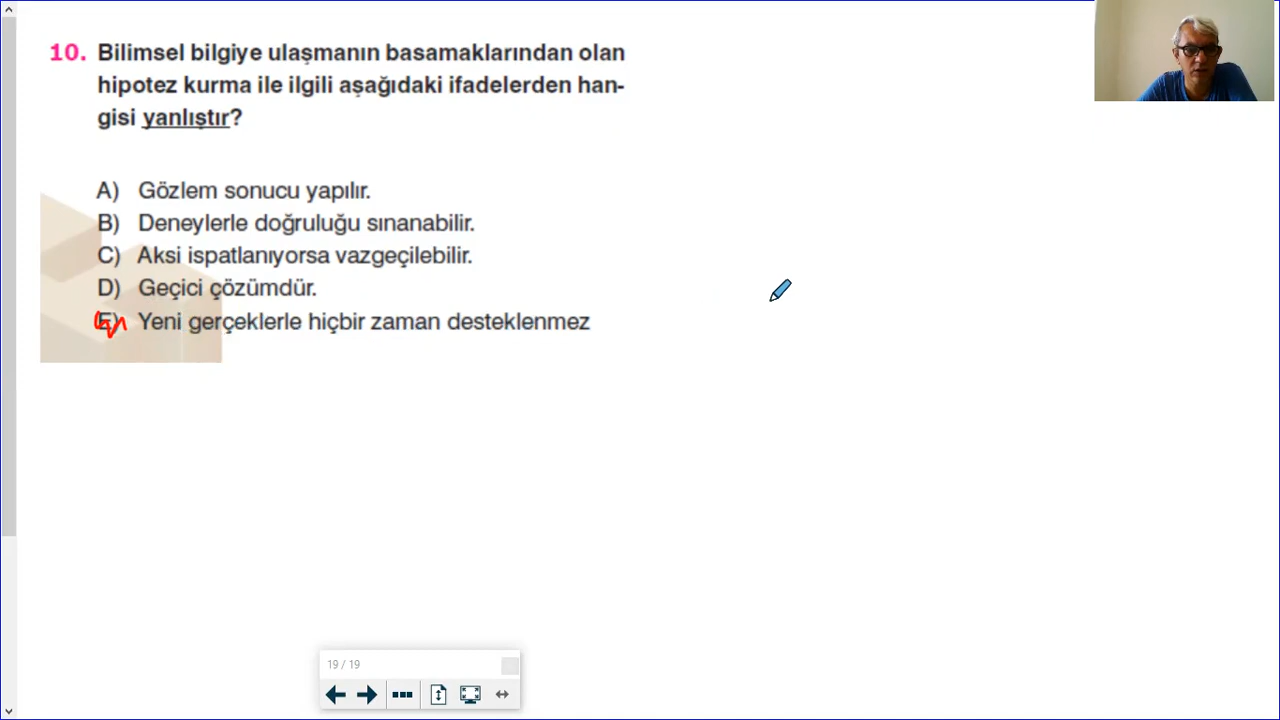 10. Bilimsel bilgiye ulaşmanın basamaklarından olan
hipotez kurma ile ilgili aşağıdaki ifadelerden han-
gisi yanlıştır?
A) Gözlem sonucu yapılır.
B) Deneylerle doğruluğu sınanabilir.
C) Aksi ispatlanıyorsa vazgeçilebilir.
D) Geçici çözümdür.
E) Yeni gerçeklerle hiçbir zaman desteklenmez
19 / 19